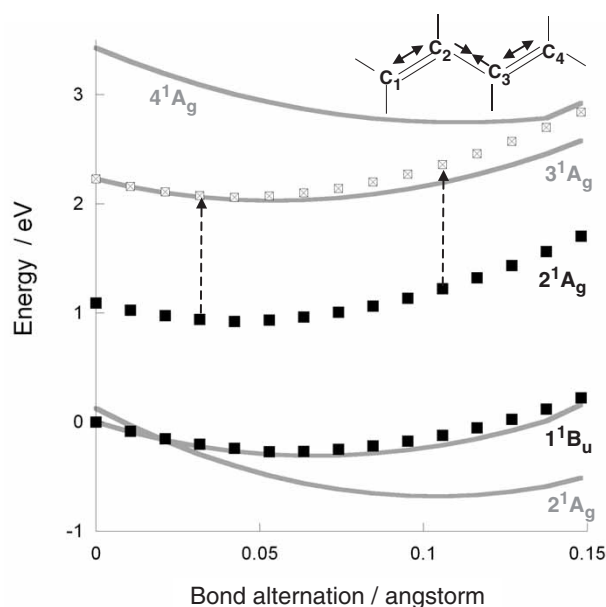 C₁ C₂ C₃ C₄
4¹Ag
3¹Ag
2¹Ag
1¹Bu
2¹Ag
3
2
1
0
-1
Energy / eV
0 0.05 0.1 0.15
Bond alternation / angstorm